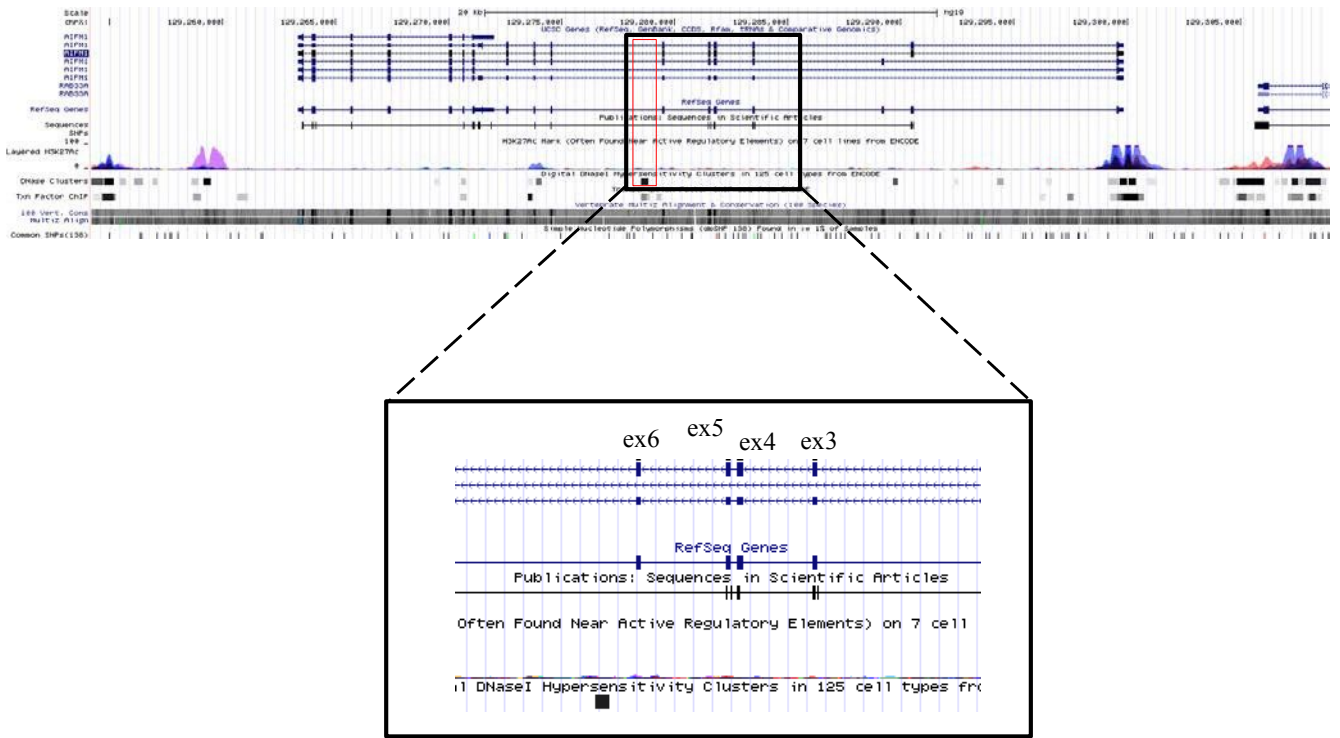 Scale
20 kb
hg19
chrX:
129,260,000|
129,265,000|
129,270,000|
129,275,000|
129,280,000|
129,285,000|
129,290,000|
129,295,000|
129,300,000|
129,305,000|
UCSC Genes (RefSeq, GenBank, CCDS, Rfam, tRNAs & Comparative Genomics)
AIFM1
AIFM1
AIFM1
AIFM1
AIFM1
AIFM1
RAB33A
RAB33A
RefSeq Genes
RefSeq Genes
Publications: Sequences in Scientific Articles
Sequences
SNPs
H3K27Ac Mark (Often Found Near Active Regulatory Elements) on 7 cell lines from ENCODE
100 _
Layered H3K27Ac
0 _
Digital DNaseI Hypersensitivity Clusters in 125 cell types from ENCODE
DNase Clusters
Txn Factor ChIP
Vertebrate Multiz Alignment & Conservation (100 Species)
100 Vert. Cons
Multiz Align
Simple Nucleotide Polymorphisms (dbSNP 138) Found in >= 1% of Samples
Common SNPs(138)
ex6 ex5 ex4 ex3
RefSeq Genes
Publications: Sequences in Scientific Articles
Often Found Near Active Regulatory Elements) on 7 cell
al DNaseI Hypersensitivity Clusters in 125 cell types fro